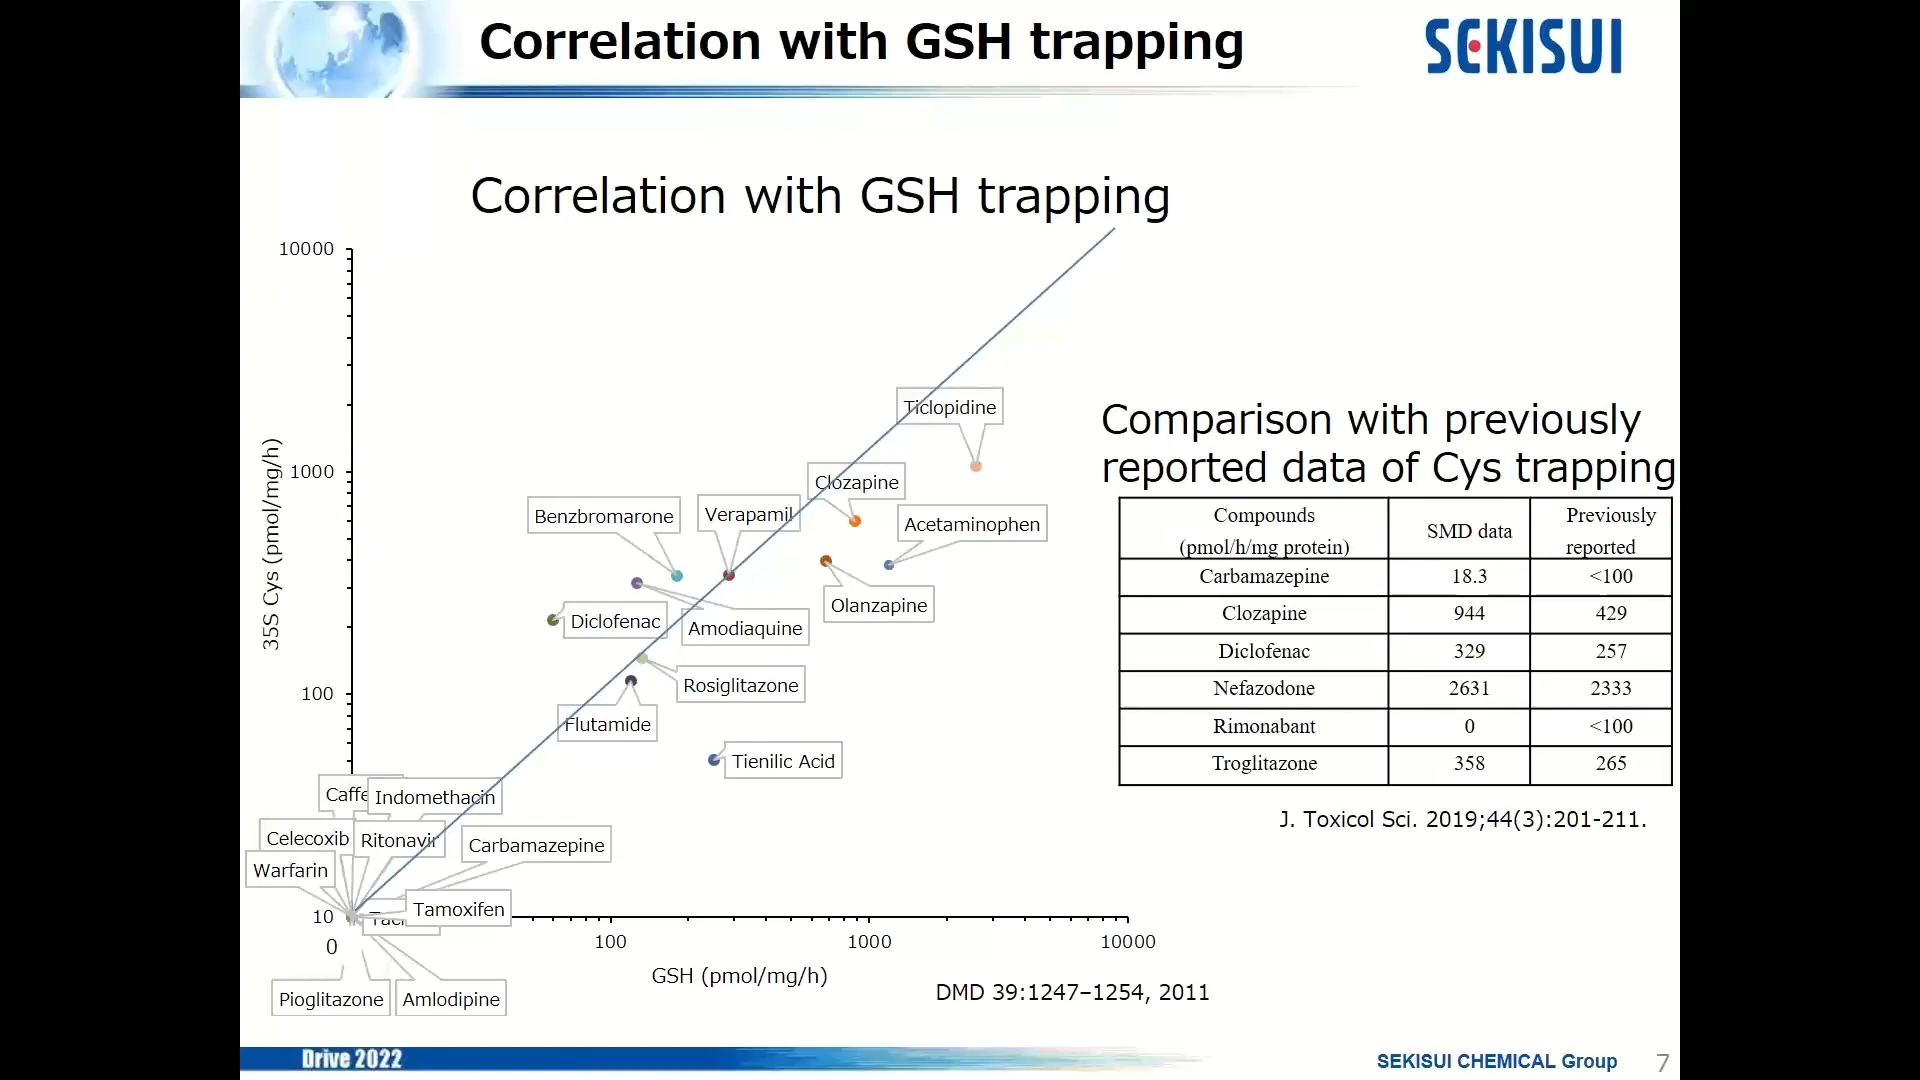 Correlation with GSH trapping
SEKISUI
Correlation with GSH trapping
10000
1000
100
10
0
35S Cys (pmol/mg/h)
Ticlopidine
Clozapine
Benzbromarone
Verapamil
Acetaminophen
Olanzapine
Diclofenac
Amodiaquine
Rosiglitazone
Flutamide
Tienilic Acid
Indomethacin
Celecoxib
Ritonavir
Carbamazepine
Warfarin
Tamoxifen
100
1000
10000
GSH (pmol/mg/h)
Pioglitazone
Amlodipine
DMD 39:1247–1254, 2011
Comparison with previously
reported data of Cys trapping
Compounds
(pmol/h/mg protein)
SMD data
Previously
reported
Carbamazepine 18.3 <100
Clozapine 944 429
Diclofenac 329 257
Nefazodone 2631 2333
Rimonabant 0 <100
Troglitazone 358 265
J. Toxicol Sci. 2019;44(3):201-211.
Drive 2022
SEKISUI CHEMICAL Group
7